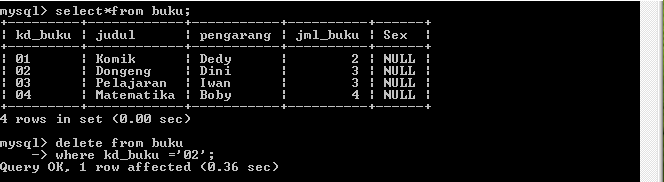 mysql> select*from buku;
+---------+------------+-----------+----------+------+
| kd_buku | judul | pengarang | jml_buku | Sex |
+---------+------------+-----------+----------+------+
| 01 | Komik | Dedy | 2 | NULL |
| 02 | Dongeng | Dini | 3 | NULL |
| 03 | Pelajaran | Iwan | 3 | NULL |
| 04 | Matematika | Boby | 4 | NULL |
+---------+------------+-----------+----------+------+
4 rows in set (0.00 sec)
mysql> delete from buku
-> where kd_buku ='02';
Query OK, 1 row affected (0.36 sec)